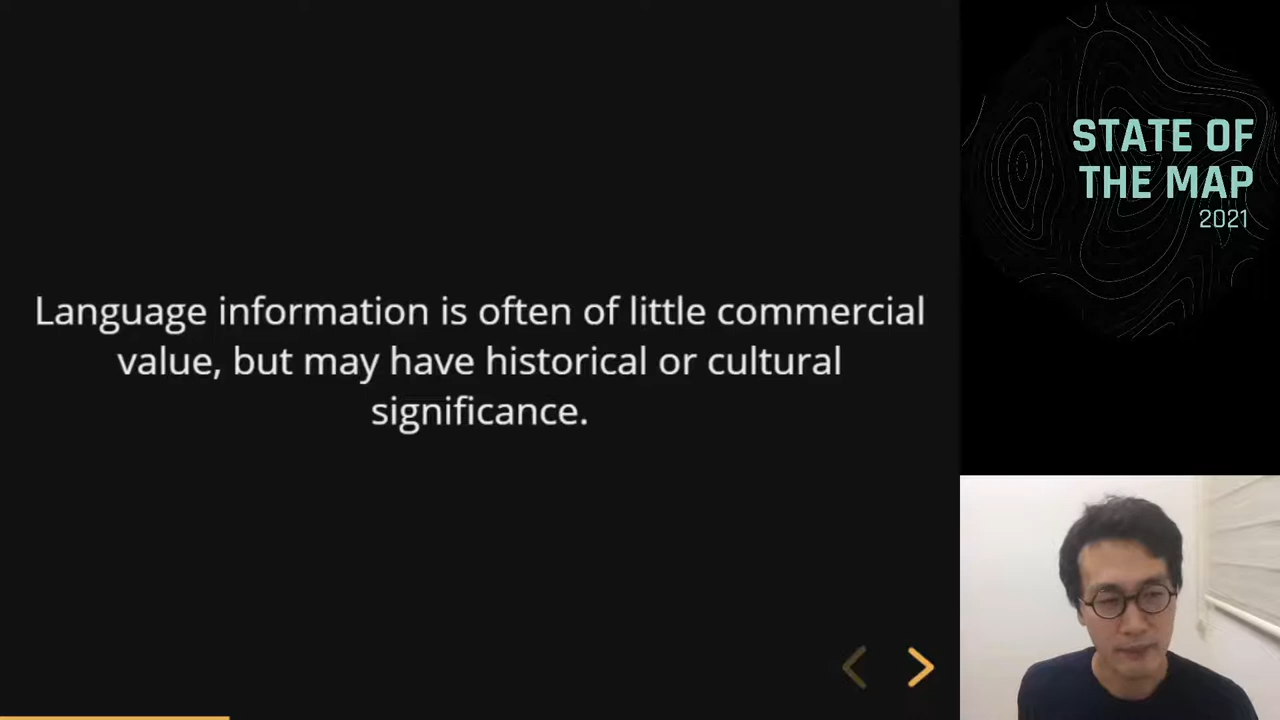 Language information is often of little commercial
value, but may have historical or cultural
significance.
STATE OF
THE MAP
2021